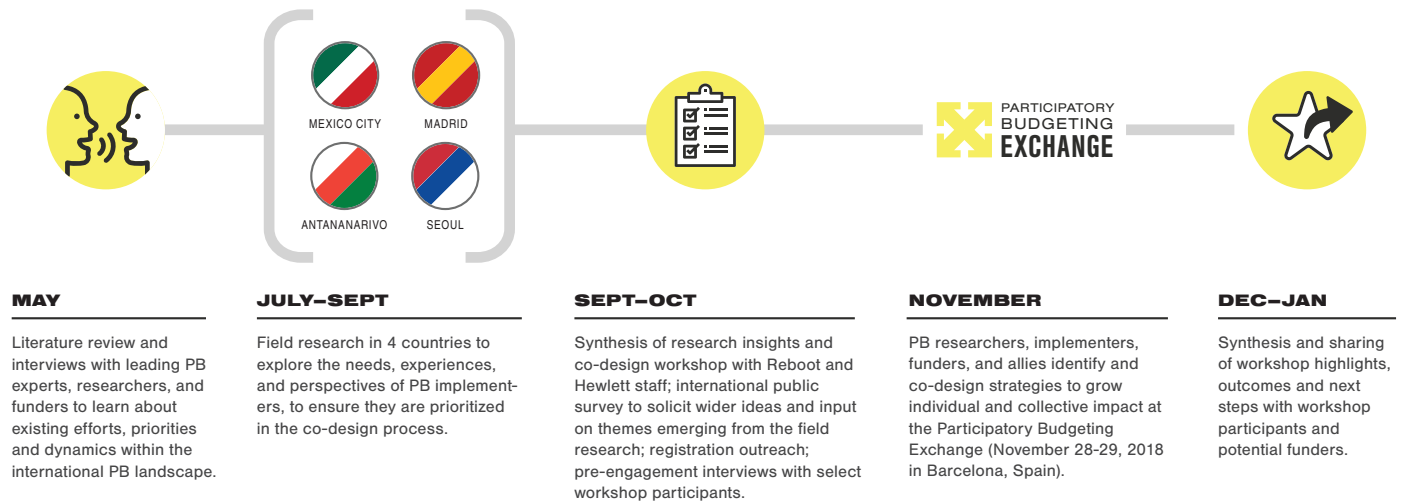 MEXICO CITY
MADRID
ANTANANARIVO
SEOUL
PARTICIPATORY
BUDGETING
EXCHANGE
MAY
Literature review and
interviews with leading PB
experts, researchers, and
funders to learn about
existing efforts, priorities
and dynamics within the
international PB landscape.
JULY–SEPT
Field research in 4 countries to
explore the needs, experiences,
and perspectives of PB implement-
ers, to ensure they are prioritized
in the co-design process.
SEPT–OCT
Synthesis of research insights and
co-design workshop with Reboot and
Hewlett staff; international public
survey to solicit wider ideas and input
on themes emerging from the field
research; registration outreach;
pre-engagement interviews with select
workshop participants.
NOVEMBER
PB researchers, implementers,
funders, and allies identify and
co-design strategies to grow
individual and collective impact at
the Participatory Budgeting
Exchange (November 28-29, 2018
in Barcelona, Spain).
DEC–JAN
Synthesis and sharing
of workshop highlights,
outcomes and next
steps with workshop
participants and
potential funders.